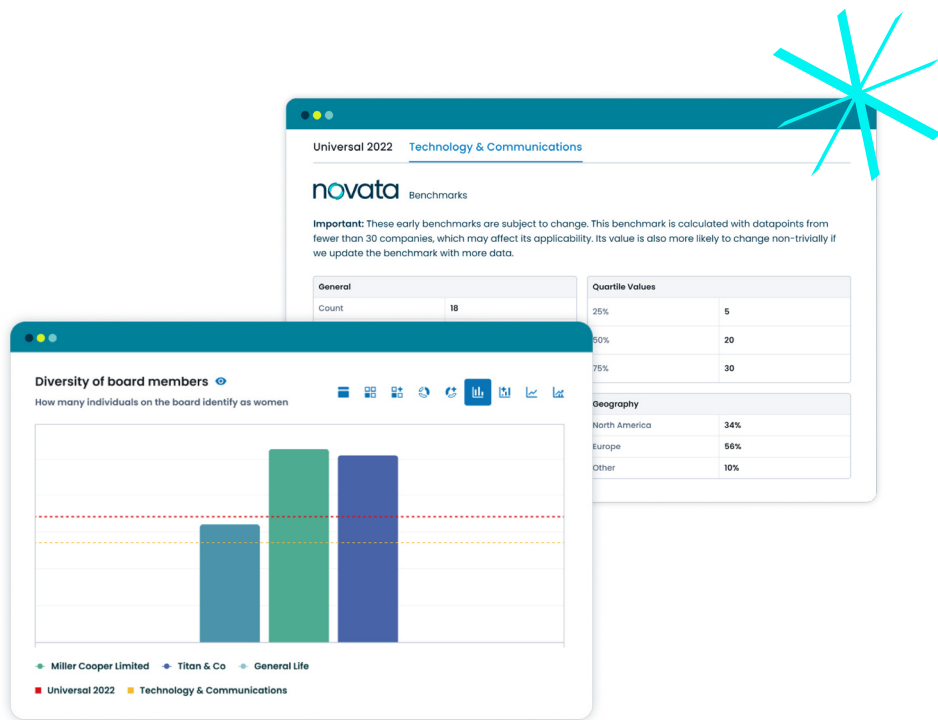 Universal 2022 Technology & Communications
novata Benchmarks
Important: These early benchmarks are subject to change. This benchmark is calculated with datapoints from
fewer than 30 companies, which may affect its applicability. Its value is also more likely to change non-trivially if
we update the benchmark with more data.
General
Count 18
Quartile Values
25% 5
50% 20
75% 30
Geography
North America 34%
Europe 56%
Other 10%
Diversity of board members
How many individuals on the board identify as women
Miller Cooper Limited Titan & Co General Life
Universal 2022 Technology & Communications